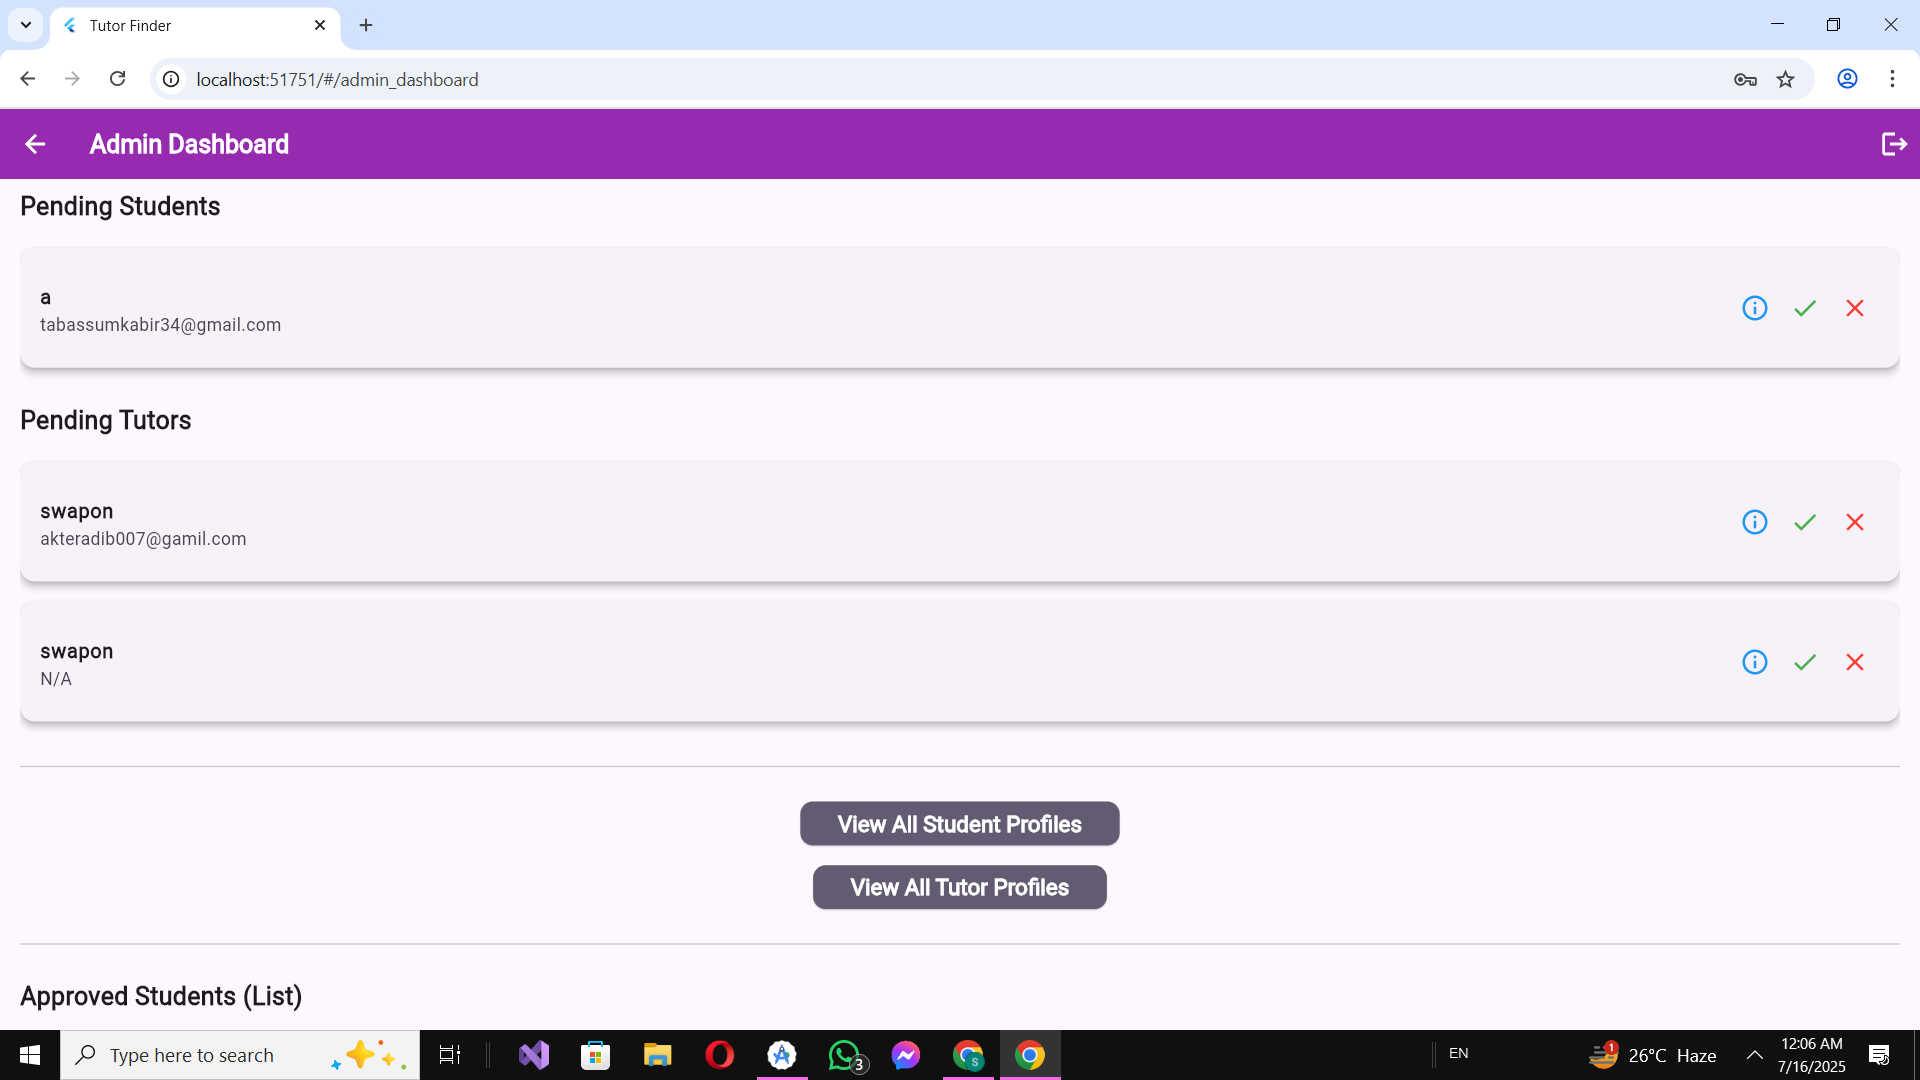 Tutor Finder
localhost:51751/#/admin_dashboard
Admin Dashboard
Pending Students
a
tabassumkabir34@gmail.com
Pending Tutors
swapon
akteradib007@gamil.com
swapon
N/A
View All Student Profiles
View All Tutor Profiles
Approved Students (List)
Type here to search
3
S
EN
1
26°C Haze
12:06 AM
7/16/2025